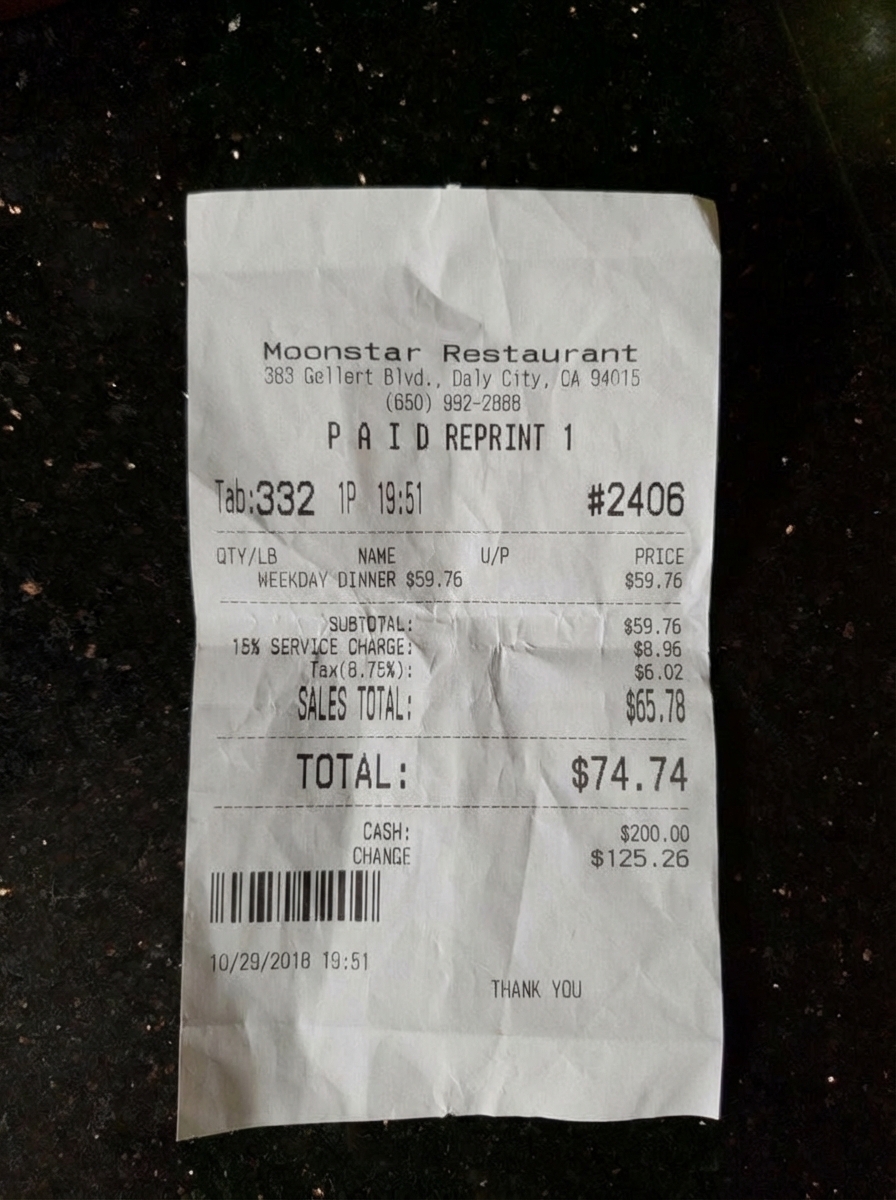 Moonstar Restaurant
383 Gellert Blvd., Daly City, CA 94015
(650) 992-2888
P A I D REPRINT 1
Tab:332 1P 19:51 #2406
QTY/LB NAME U/P PRICE
WEEKDAY DINNER $59.76 $59.76
SUBTOTAL: $59.76
15% SERVICE CHARGE: $8.96
Tax(8.75%): $6.02
SALES TOTAL: $65.78
TOTAL: $74.74
CASH: $200.00
CHANGE $125.26
10/29/2018 19:51
THANK YOU